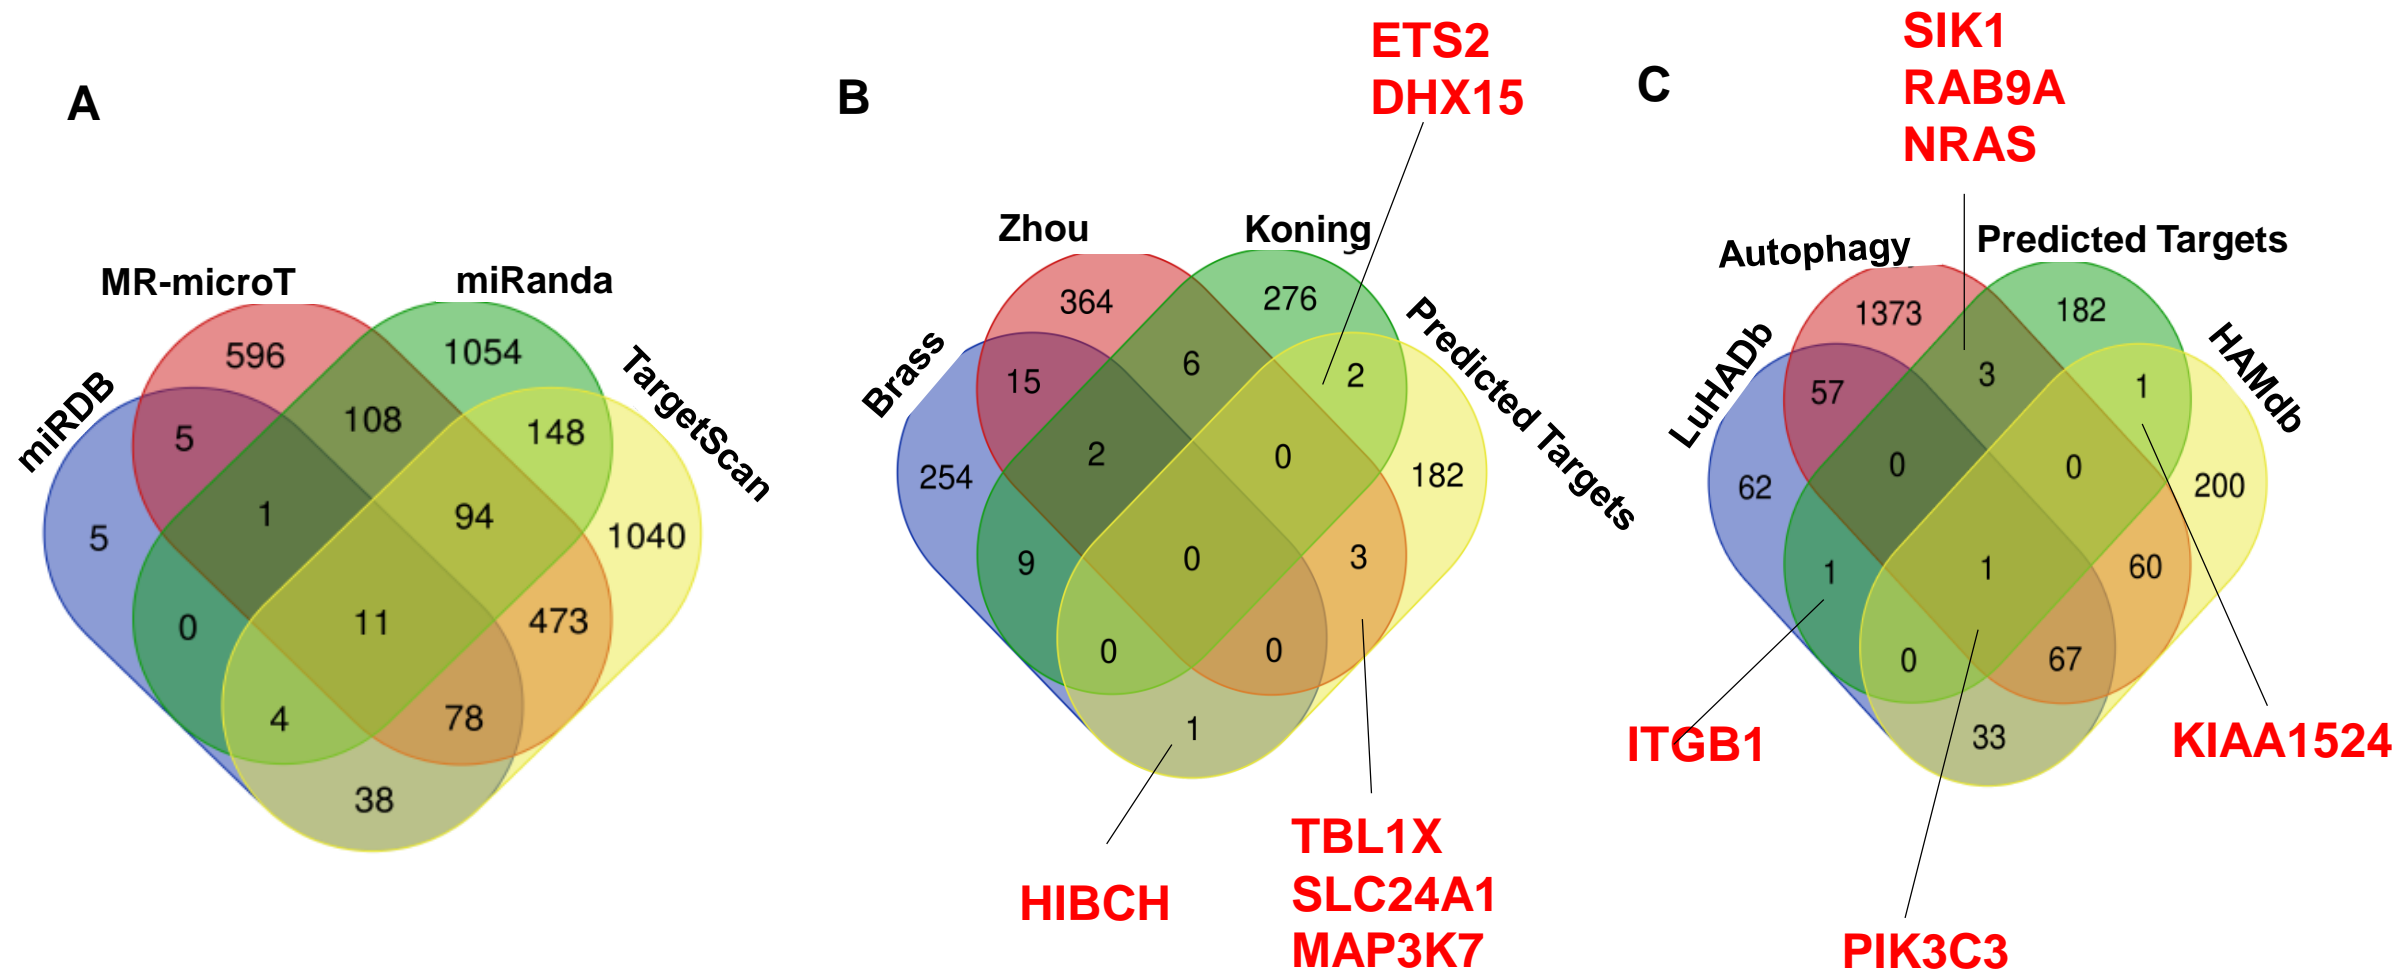 A
MR-microT
miRanda
miRDB
TargetScan
596
1054
5
108
148
5
1
94
1040
0
11
473
4
78
38
B
ETS2
DHX15
Zhou
Koning
Brass
Predicted Targets
364
276
15
6
2
254
2
0
182
9
0
3
0
0
1
HIBCH
TBL1X
SLC24A1
MAP3K7
C
SIK1
RAB9A
NRAS
Autophagy
Predicted Targets
LuHADb
HAMdb
1373
182
57
3
1
62
0
0
200
1
1
60
0
67
33
ITGB1
KIAA1524
PIK3C3